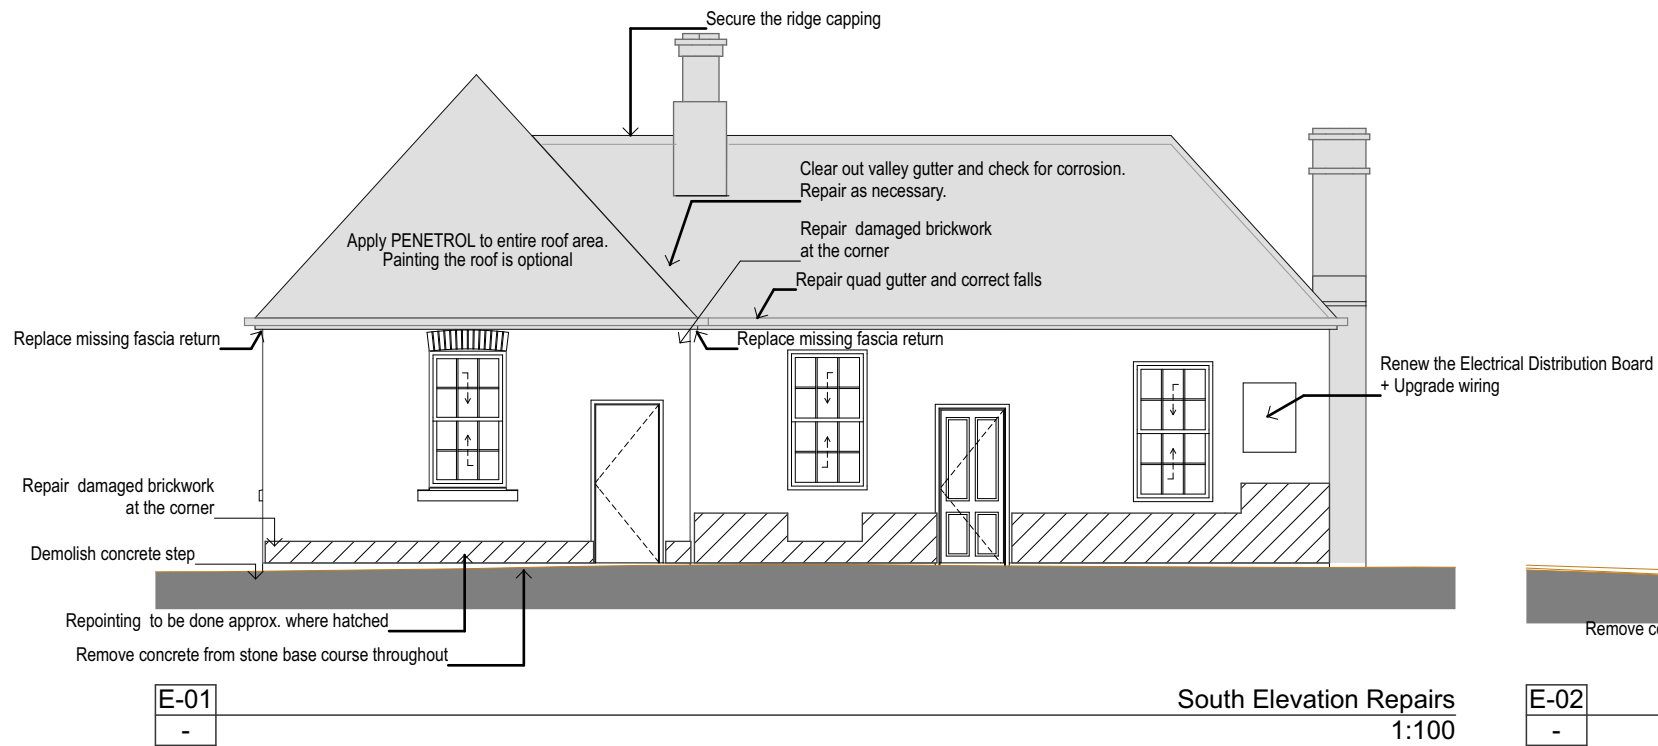 Secure the ridge capping
Clear out valley gutter and check for corrosion.
Repair as necessary.
Repair damaged brickwork
at the corner
Apply PENETROL to entire roof area.
Painting the roof is optional
Repair quad gutter and correct falls
Replace missing fascia return
Replace missing fascia return
Renew the Electrical Distribution Board
+ Upgrade wiring
Repair damaged brickwork
at the corner
Demolish concrete step
Repointing to be done approx. where hatched
Remove concrete from stone base course throughout
Remove
E-01
South Elevation Repairs
-
1:100
E-02
-